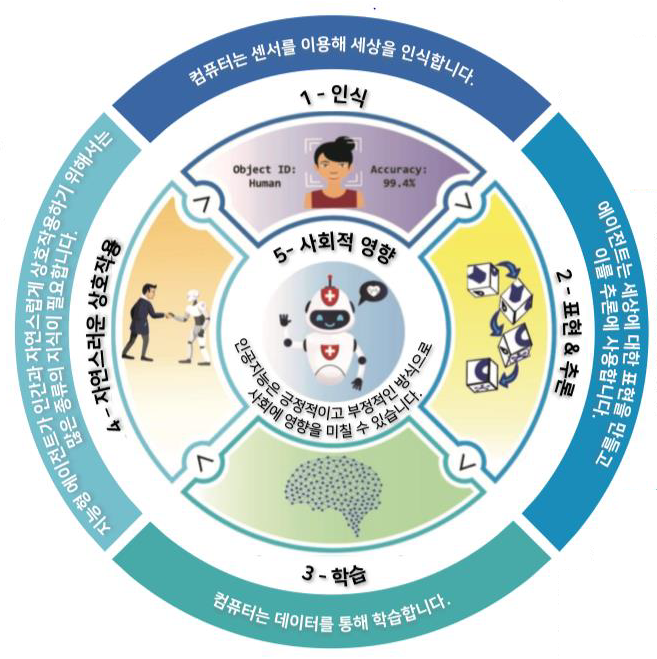 컴퓨터는 센서를 이용해 세상을 인식합니다.
1 - 인식
Object ID:
Human
Accuracy:
99.4%
에이전트는 세상에 대한 표현을 만들고
이를 추론에 사용합니다.
2 - 표현 & 추론
3 - 학습
컴퓨터는 데이터를 통해 학습합니다.
지능형 에이전트가 인간과 자연스럽게 상호작용하기 위해서는
많은 종류의 지식이 필요합니다.
4 - 자연스러운 상호작용
5- 사회적 영향
인공지능은 긍정적이고 부정적인 방식으로
사회에 영향을 미칠 수 있습니다.